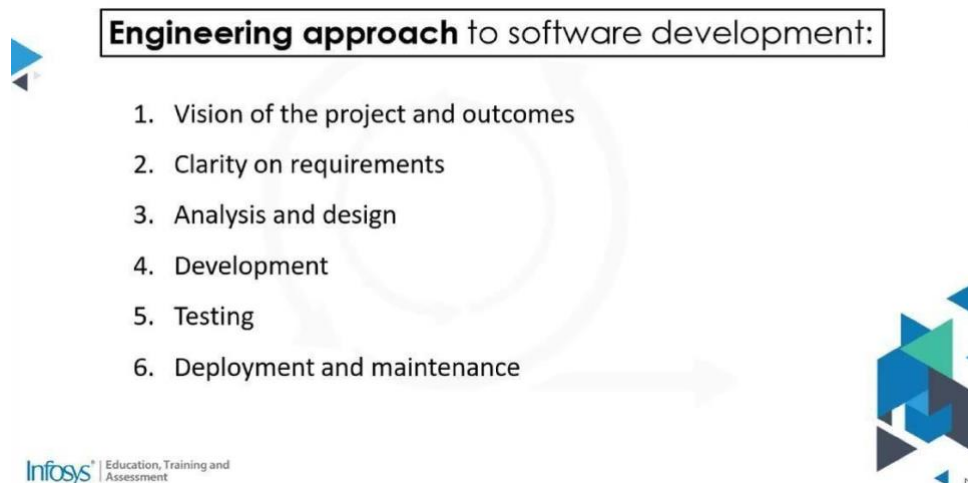 Engineering approach to software development:
1. Vision of the project and outcomes
2. Clarity on requirements
3. Analysis and design
4. Development
5. Testing
6. Deployment and maintenance
Infosys® | Education, Training and
Assessment